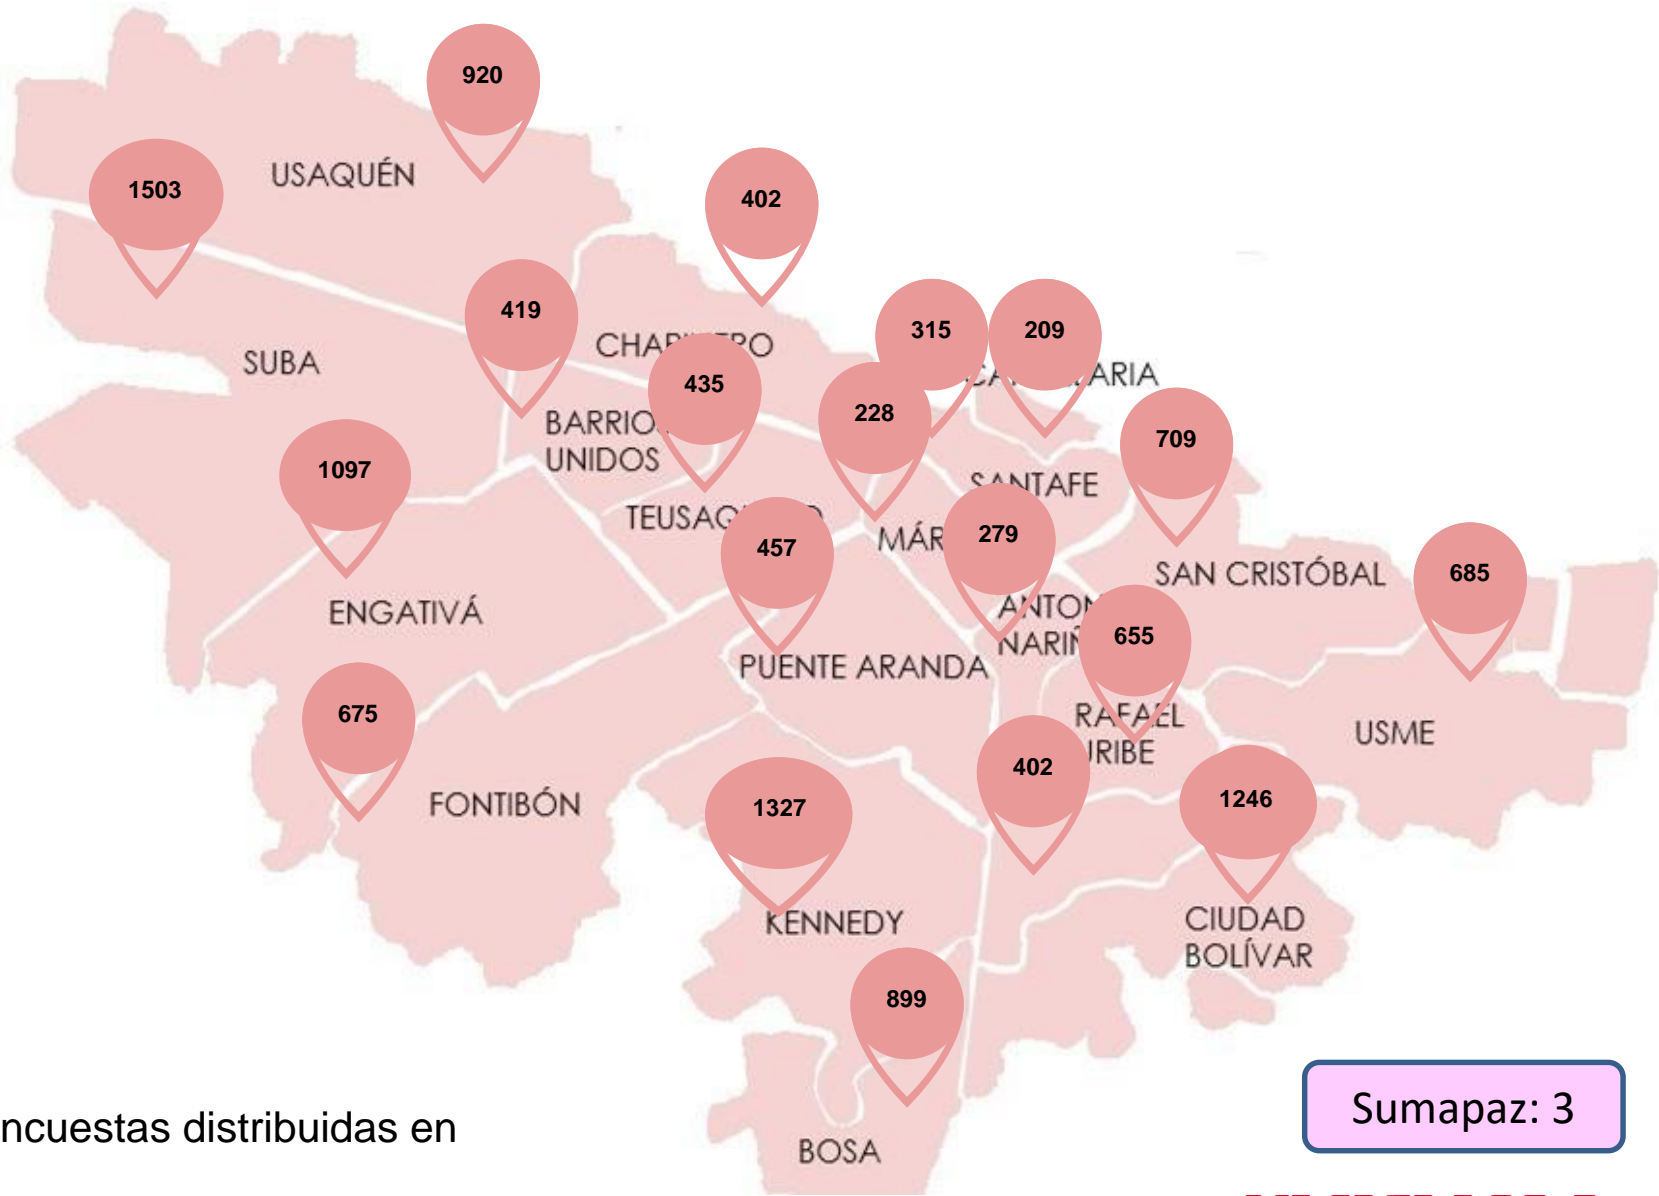 920
USAQUÉN
1503
402
419
315
209
SUBA
435
228
709
BARRIO
UNIDOS
1097
SANTAFE
457
279
SAN CRISTÓBAL
685
ENGATIVÁ
655
PUENTE ARANDA
675
RAFAEL
USME
402
FONTIBÓN
1327
1246
KENNEDY
CIUDAD
BOLÍVAR
899
Sumapaz: 3
ncuestas distribuidas en
BOSA